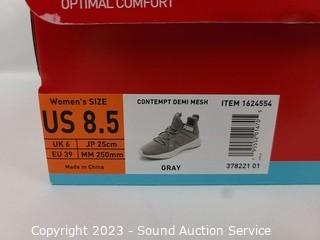 OPTIMAL COMFORT
Women's SIZE
US 8.5
UK 6 JP 25cm
EU 39 MM 250mm
Made in China
CONTEMPT DEMI MESH
GRAY
ITEM 1624554
378221 01
Copyright © 2023 - Sound Auction Service